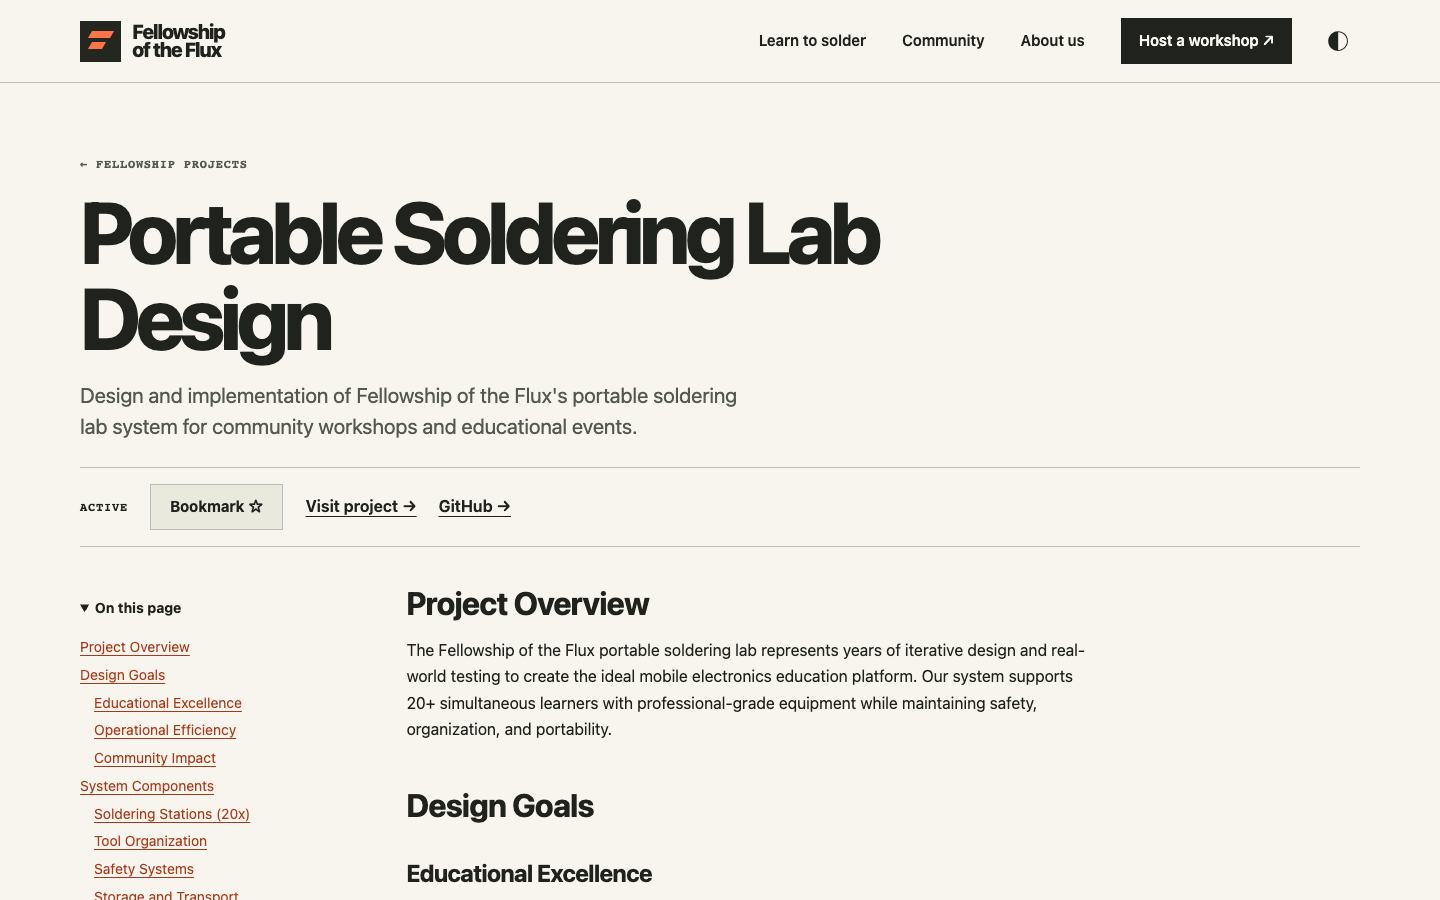 Fellowship
of the Flux
Learn to solder
Community
About us
Host a workshop ↗
← FELLOWSHIP PROJECTS
Portable Soldering Lab
Design
Design and implementation of Fellowship of the Flux's portable soldering
lab system for community workshops and educational events.
ACTIVE
Bookmark ☆
Visit project →
GitHub →
▼ On this page
Project Overview
Design Goals
Educational Excellence
Operational Efficiency
Community Impact
System Components
Soldering Stations (20x)
Tool Organization
Safety Systems
Storage and Transport
Project Overview
The Fellowship of the Flux portable soldering lab represents years of iterative design and real-
world testing to create the ideal mobile electronics education platform. Our system supports
20+ simultaneous learners with professional-grade equipment while maintaining safety,
organization, and portability.
Design Goals
Educational Excellence